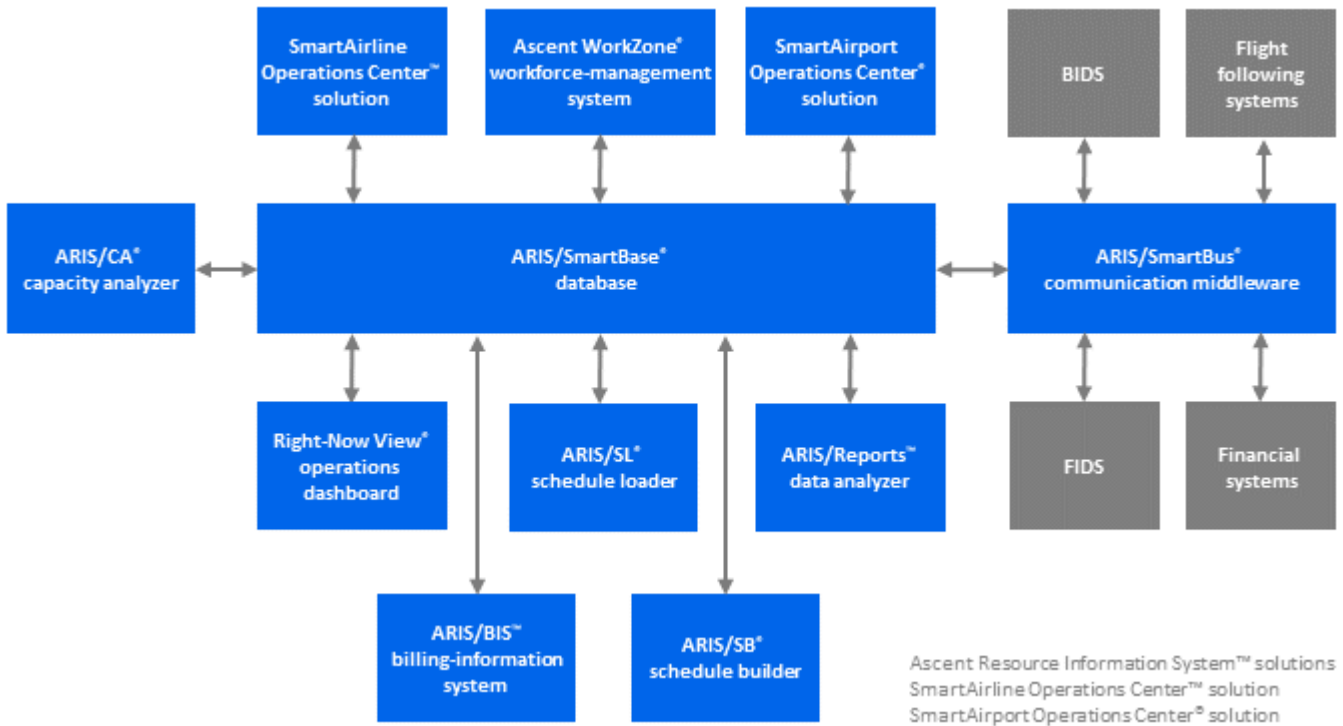 SmartAirline
Operations Center™
solution
Ascent WorkZone®
workforce-management
system
SmartAirport
Operations Center®
solution
BIDS
Flight
following
systems
ARIS/CA®
capacity analyzer
ARIS/SmartBase®
database
ARIS/SmartBus®
communication middleware
Right-Now View®
operations
dashboard
ARIS/SL®
schedule loader
ARIS/Reports™
data analyzer
FIDS
Financial
systems
ARIS/BIS™
billing-information
system
ARIS/SB®
schedule builder
Ascent Resource Information System™ solutions
SmartAirline Operations Center™ solution
SmartAirport Operations Center® solution